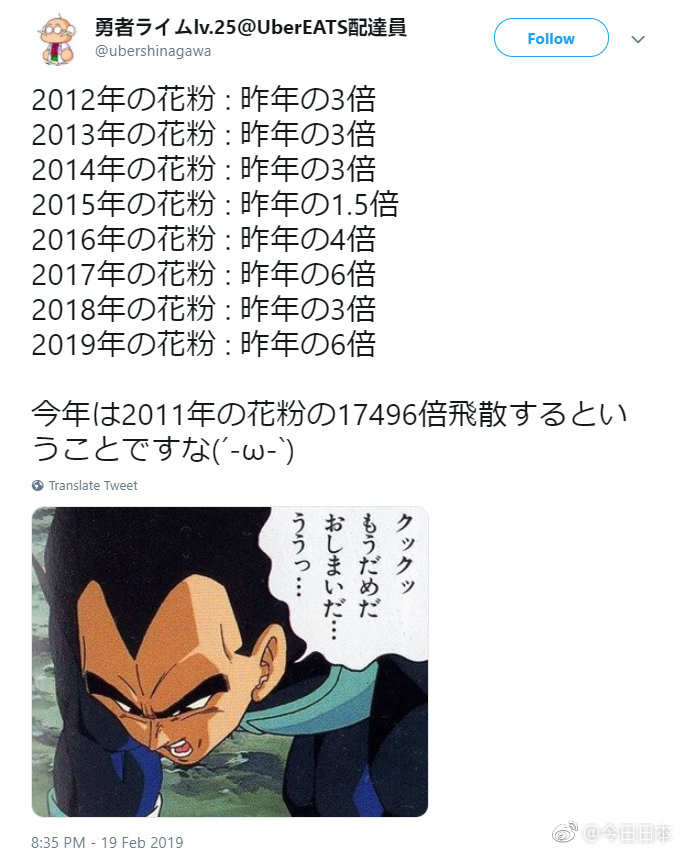 勇者ライムlv.25@UberEATS配達員
@ubershinagawa
Follow
2012年の花粉 : 昨年の3倍
2013年の花粉 : 昨年の3倍
2014年の花粉 : 昨年の3倍
2015年の花粉 : 昨年の1.5倍
2016年の花粉 : 昨年の4倍
2017年の花粉 : 昨年の6倍
2018年の花粉 : 昨年の3倍
2019年の花粉 : 昨年の6倍
今年は2011年の花粉の17496倍飛散するとい
うことですな(´-ω-`)
Translate Tweet
クックッ
もうだめだ
おしまいだ…
ううっ…
8:35 PM - 19 Feb 2019
@今日日本